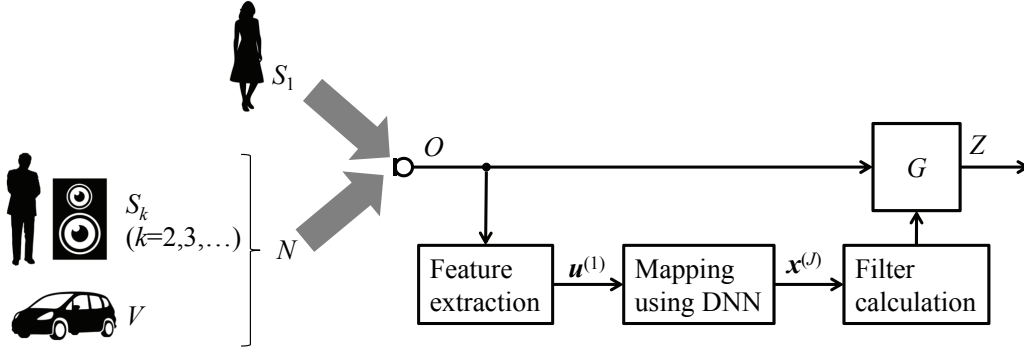 S₁
O
Z
G
Sₖ
(k=2,3,…)
N
V
Feature
extraction
u⁽¹⁾
Mapping
using DNN
x⁽ᴶ⁾
Filter
calculation